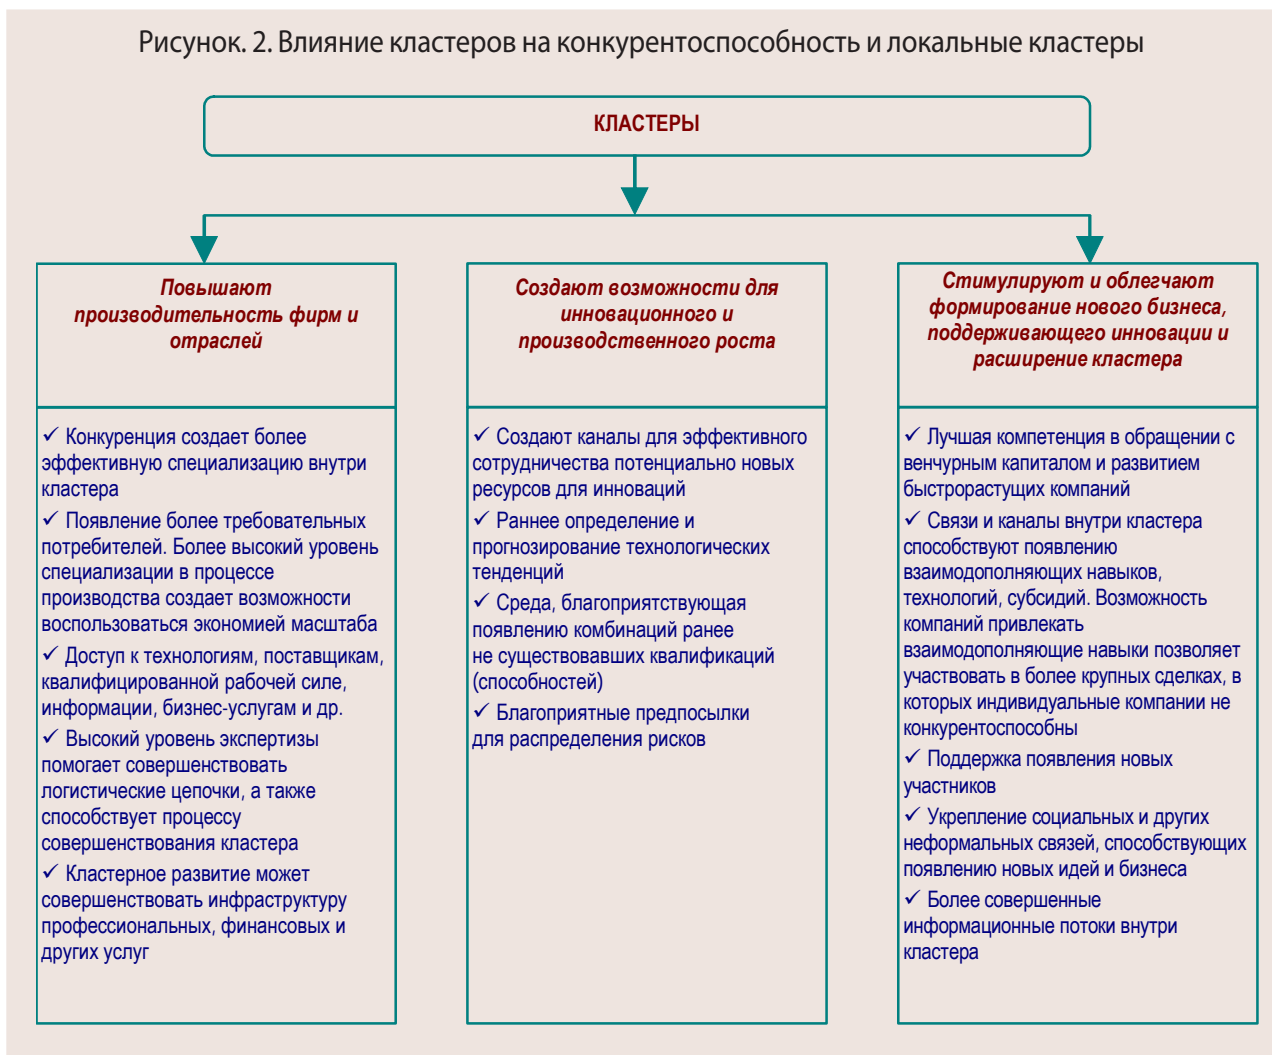 Рисунок. 2. Влияние кластеров на конкурентоспособность и локальные кластеры
КЛАСТЕРЫ
Повышают
производительность фирм и
отраслей
✓ Конкуренция создает более
эффективную специализацию внутри
кластера
✓ Появление более требовательных
потребителей. Более высокий уровень
специализации в процессе
производства создает возможности
воспользоваться экономией масштаба
✓ Доступ к технологиям, поставщикам,
квалифицированной рабочей силе,
информации, бизнес-услугам и др.
✓ Высокий уровень экспертизы
помогает совершенствовать
логистические цепочки, а также
способствует процессу
совершенствования кластера
✓ Кластерное развитие может
совершенствовать инфраструктуру
профессиональных, финансовых и
других услуг
Создают возможности для
инновационного и
производственного роста
✓ Создают каналы для эффективного
сотрудничества потенциально новых
ресурсов для инноваций
✓ Раннее определение и
прогнозирование технологических
тенденций
✓ Среда, благоприятствующая
появлению комбинаций ранее
не существовавших квалификаций
(способностей)
✓ Благоприятные предпосылки
для распределения рисков
Стимулируют и облегчают
формирование нового бизнеса,
поддерживающего инновации и
расширение кластера
✓ Лучшая компетенция в обращении с
венчурным капиталом и развитием
быстрорастущих компаний
✓ Связи и каналы внутри кластера
способствуют появлению
взаимодополняющих навыков,
технологий, субсидий. Возможность
компаний привлекать
взаимодополняющие навыки позволяет
участвовать в более крупных сделках, в
которых индивидуальные компании не
конкурентоспособны
✓ Поддержка появления новых
участников
✓ Укрепление социальных и других
неформальных связей, способствующих
появлению новых идей и бизнеса
✓ Более совершенные
информационные потоки внутри
кластера